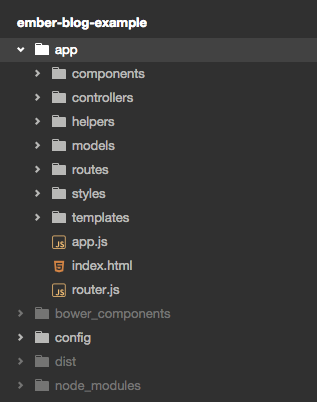 ember-blog-example
app
components
controllers
helpers
models
routes
styles
templates
JS app.js
index.html
JS router.js
bower_components
config
dist
node_modules